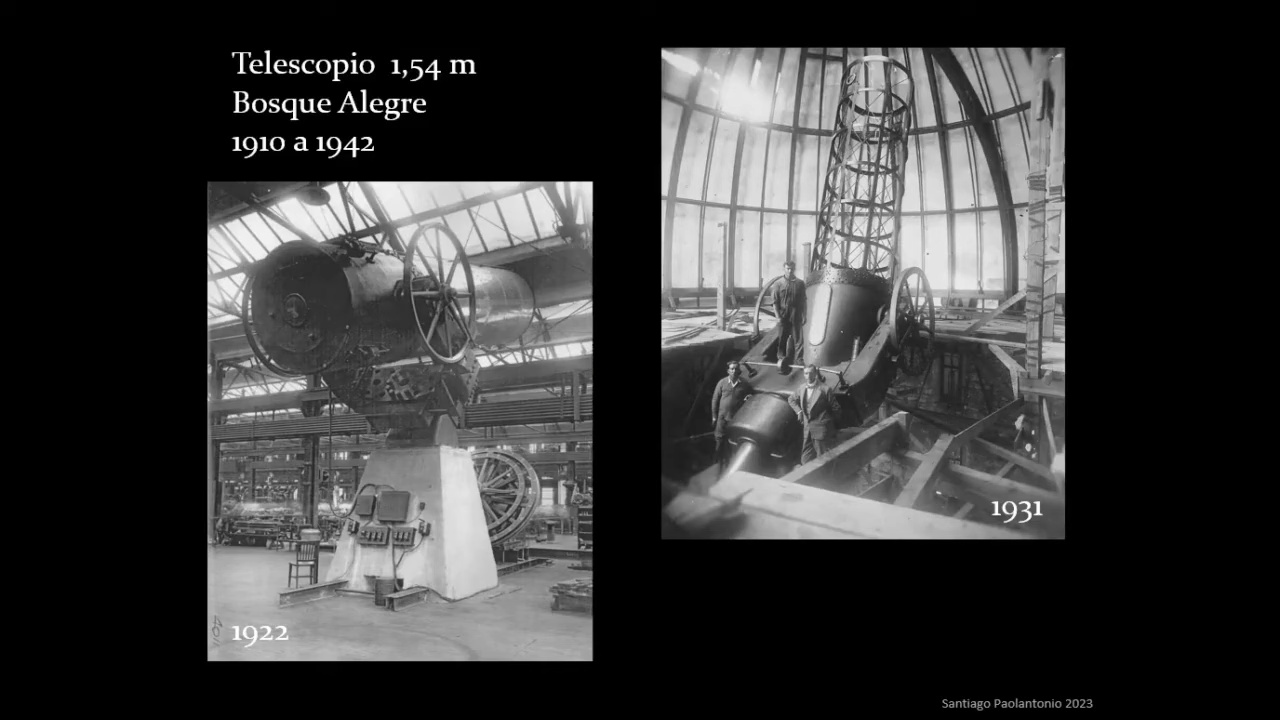 Telescopio 1,54 m
Bosque Alegre
1910 a 1942
1922
1931
Santiago Paolantonio 2023